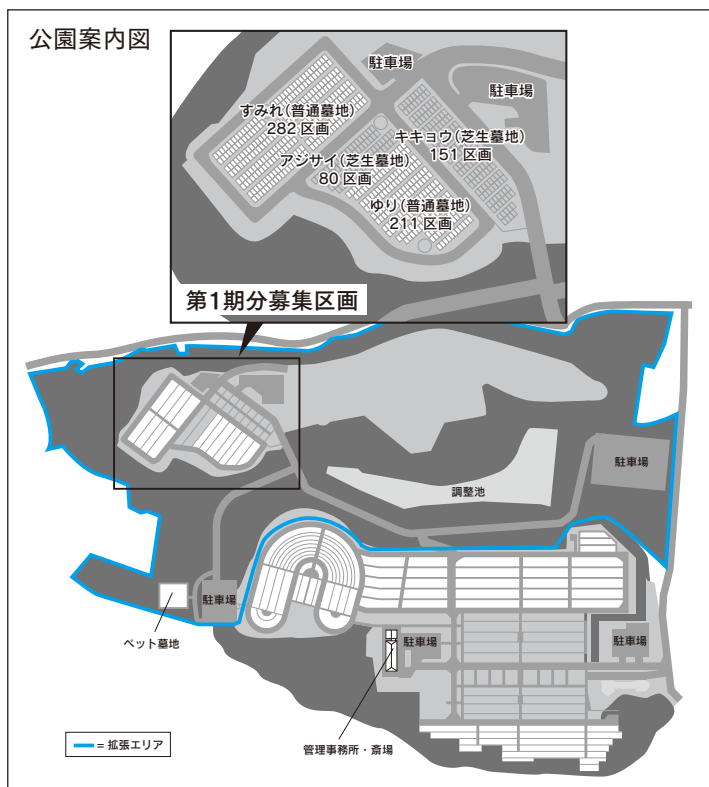 公園案内図
駐車場
駐車場
すみれ(普通墓地)
282区画
キキョウ(芝生墓地)
151区画
アジサイ(芝生墓地)
80区画
ゆり(普通墓地)
211区画
第1期分募集区画
駐車場
調整池
駐車場
ペット墓地
駐車場
駐車場
管理事務所・斎場
= 拡張エリア